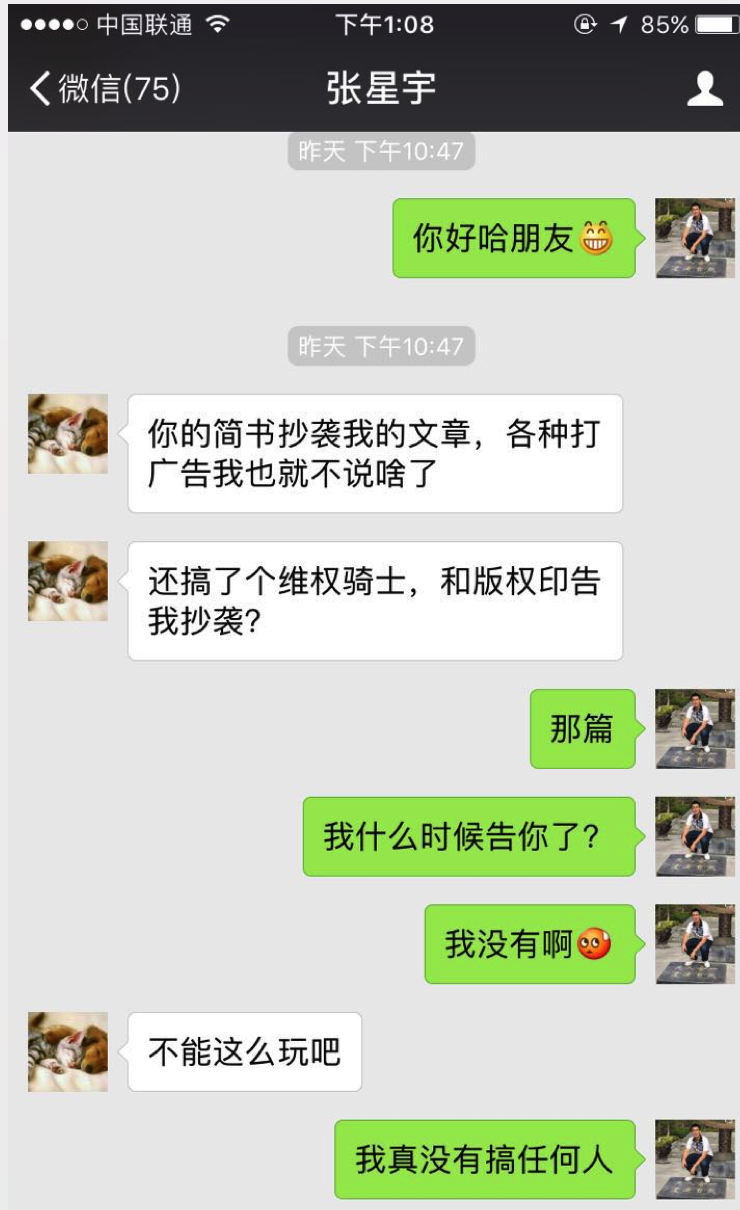 中国联通 下午1:08 85%
微信(75) 张星宇
昨天 下午10:47
你好哈朋友
昨天 下午10:47
你的简书抄袭我的文章，各种打
广告我也就不说啥了
还搞了个维权骑士，和版权印告
我抄袭？
那篇
我什么时候告你了？
我没有啊
不能这么玩吧
我真没有搞任何人